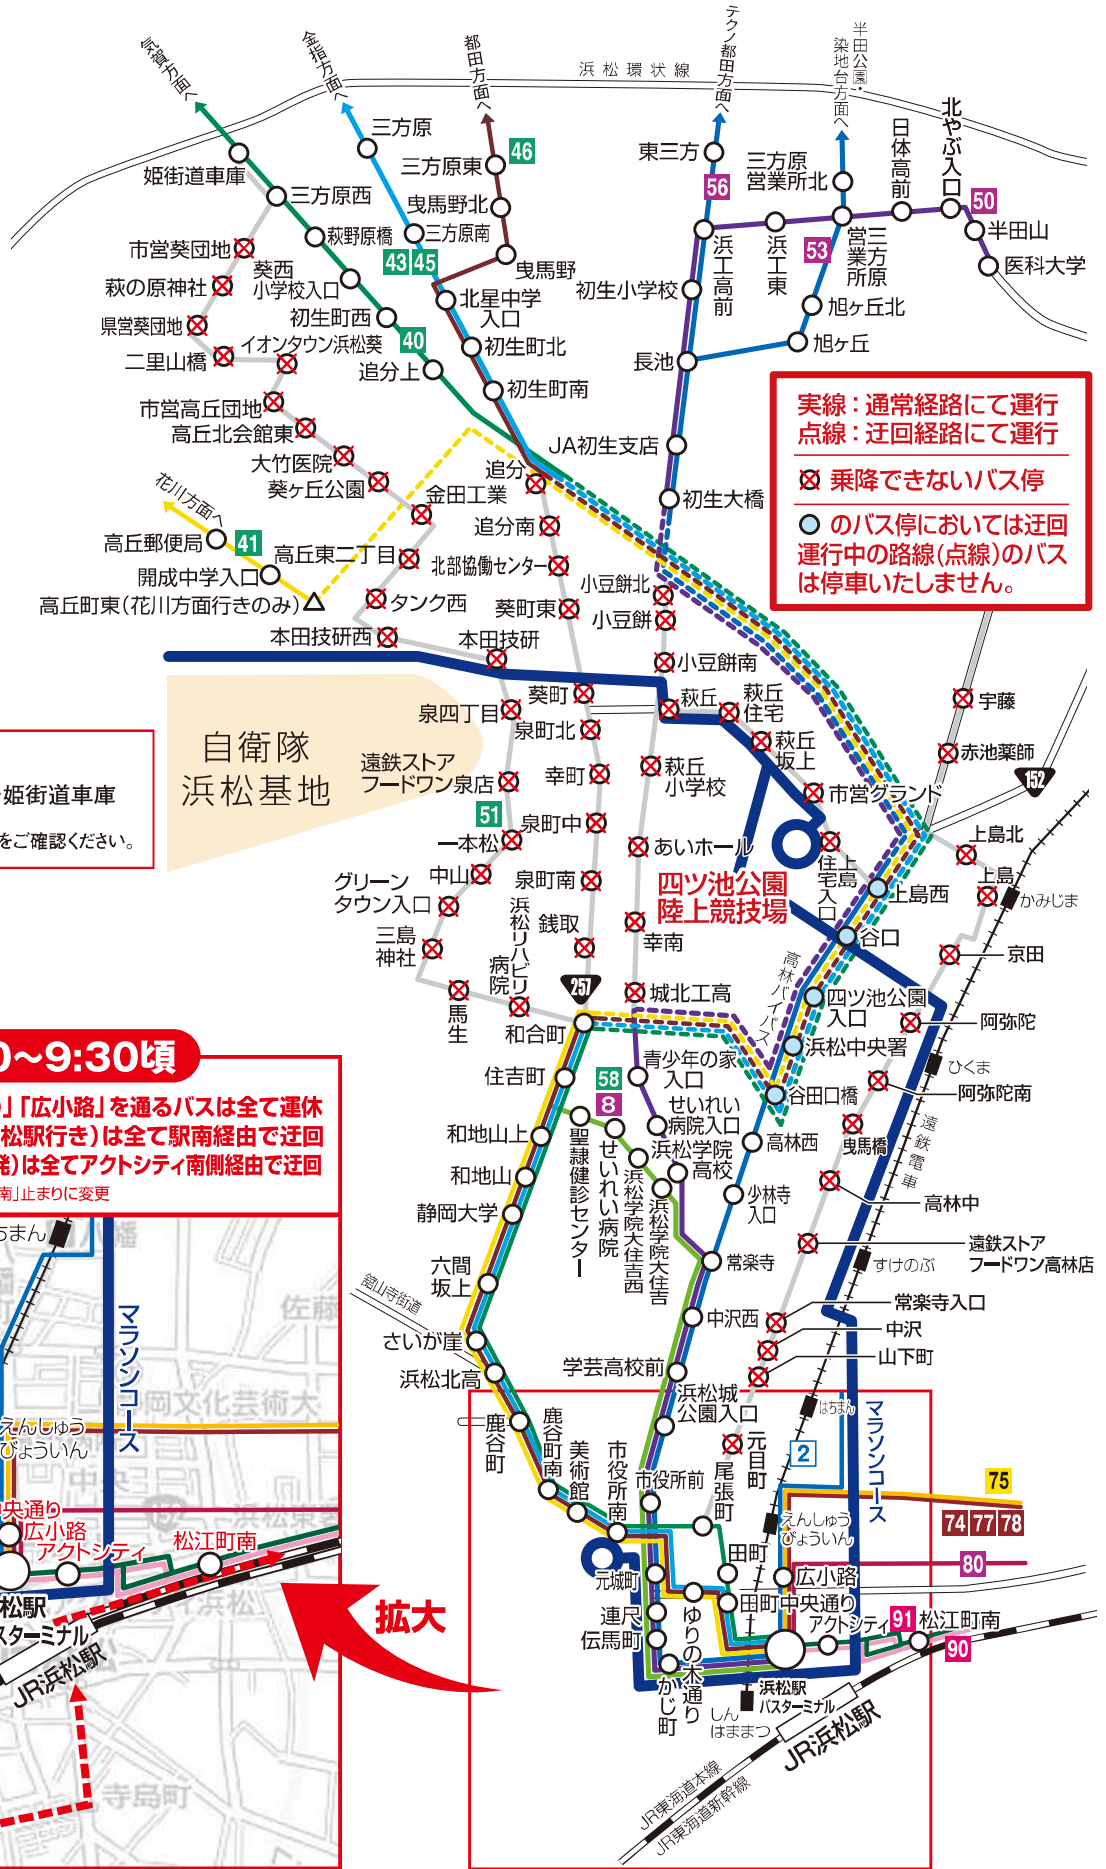 気賀方面へ
金指方面へ
都田方面へ
テクノ都田方面へ
半田公園・
染地台方面へ
浜松環状線
三方原
三方原東
46
東三方
三方原
営業所北
日体高前
北やぶ入口
姫街道車庫
三方原西
曳馬野北
56
50
萩野原橋
三方原南
市営葵団地
43
45
曳馬野
浜工高前
浜工東
53
三方原
営業所
半田山
医科大学
萩の原神社
葵西
小学校入口
北星中学
入口
初生小学校
旭ヶ丘北
県営葵団地
初生町西
40
初生町北
長池
旭ヶ丘
二里山橋
イオンタウン浜松葵
追分上
初生町南
市営高丘団地
高丘北会館東
JA初生支店
実線：通常経路にて運行
点線：迂回経路にて運行
乗降できないバス停
のバス停においては迂回
運行中の路線(点線)のバス
は停車いたしません。
大竹医院
追分
葵ヶ丘公園
金田工業
初生大橋
花川方面へ
高丘郵便局
41
追分南
高丘東二丁目
北部協働センター
開成中学入口
小豆餅北
高丘町東(花川方面行きのみ)
タンク西
葵町東
小豆餅
本田技研西
本田技研
小豆餅南
葵町
萩丘
萩丘
住宅
宇藤
泉四丁目
泉町北
萩丘
坂上
赤池薬師
自衛隊
浜松基地
遠鉄ストア
フードワン泉店
幸町
萩丘
小学校
152
姫街道車庫
をご確認ください。
市営グランド
51
泉町中
一本松
あいホール
上島北
上島
住宅入口
上島
かみじま
中山
泉町南
四ツ池公園
陸上競技場
上島西
グリーン
タウン入口
浜松リハビリ
病院
銭取
幸南
谷口
三島
神社
京田
高林バイパス
257
城北工高
四ツ池公園
入口
馬生
和合町
阿弥陀
浜松中央署
0～9:30頃
青少年の家
入口
ひくま
住吉町
58
8
せいれい
病院入口
谷田口橋
阿弥陀南
」「広小路」を通るバスは全て運休
松駅行き)は全て駅南経由で迂回
発)は全てアクトシティ南側経由で迂回
南」止まりに変更
和地山上
聖隷健診センター
せいれい病院
浜松学院
高校
高林西
曳馬橋
遠鉄電車
和地山
浜松学院大住吉西
浜松学院大住吉
少林寺
入口
高林中
静岡大学
常楽寺
遠鉄ストア
フードワン高林店
すけのぶ
六間
坂上
舘山寺街道
中沢西
常楽寺入口
中沢
さいが崖
学芸高校前
山下町
浜松北高
浜松城
公園入口
はちまん
マラソンコース
鹿谷町
鹿谷町南
美術館
市役所南
市役所前
元目町
尾張町
2
75
74
77
78
えんしゅう
びょういん
田町
80
元城町
広小路
連尺
田町中央通り
伝馬町
ゆりの木通り
アクトシティ
91
松江町南
90
かじ町
浜松駅
バスターミナル
しん
はままつ
JR浜松駅
JR東海道本線
JR東海道新幹線
ちまん
八幡
佐藤
マラソンコース
岡文化芸術大
えんしゅう
びょういん
中央
央通り
広小路
浜松東署
アクトシティ
松江町南
松駅
スターミナル
浜松
JR浜松駅
寺島町
拡大